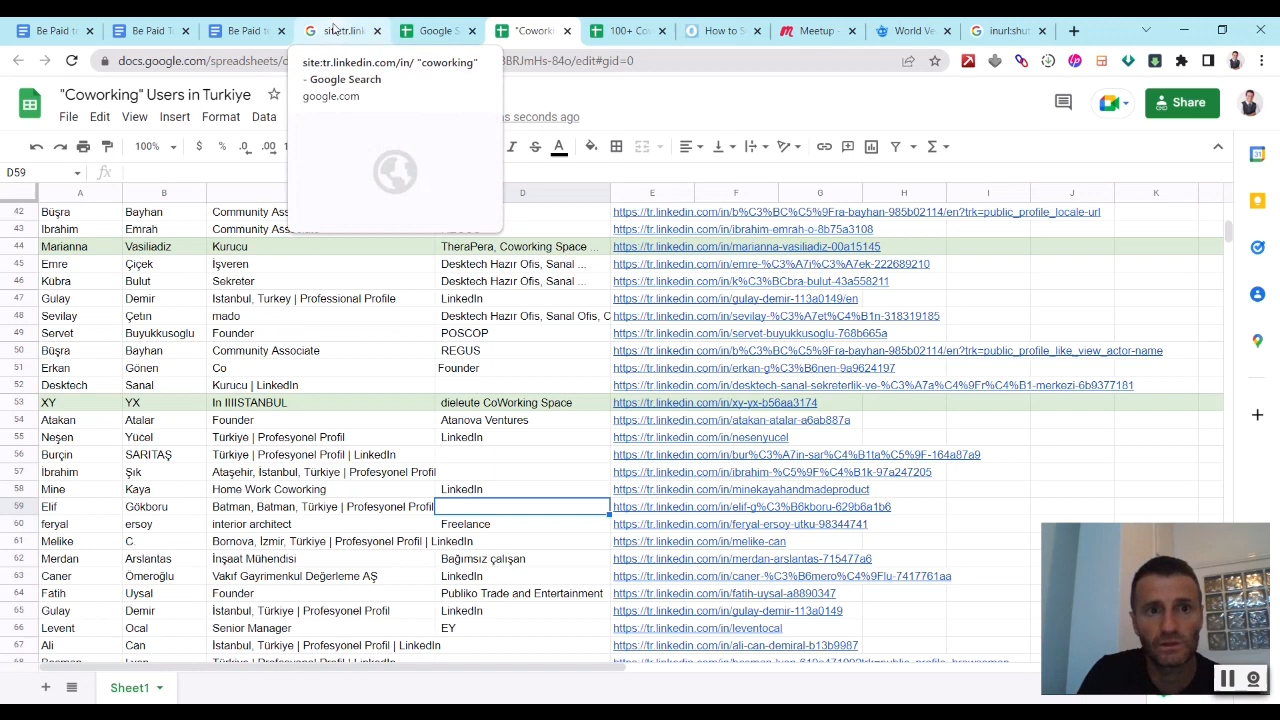 Be Paid to
Be Paid T
Be Paid to
site:tr.link
Google S
"Coworki
100+ Co
How to S
Meetup -
World Ve
inurl:shut
docs.google.com/spreadsheets/d
3BRJmHs-84o/edit#gid=0
site:tr.linkedin.com/in/ "coworking"
- Google Search
google.com
"Coworking" Users in Turkiye
File Edit View Insert Format Data
s seconds ago
Share
100% $ % .0 .00
D59
A B D E F G H I J K
42 Büşra Bayhan Community Ass https://tr.linkedin.com/in/b%C3%BC%C5%9Fra-bayhan-985b02114/en?trk=public_profile_locale-url
43 Ibrahim Emrah Community Associate REGUS https://tr.linkedin.com/in/ibrahim-emrah-o-8b75a3108
44 Marianna Vasiliadiz Kurucu TheraPera, Coworking Space ... https://tr.linkedin.com/in/marianna-vasiliadiz-00a15145
45 Emre Çiçek İşveren Desktech Hazır Ofis, Sanal ... https://tr.linkedin.com/in/emre-%C3%A7i%C3%A7ek-222689210
46 Kübra Bulut Sekreter Desktech Hazır Ofis, Sanal ... https://tr.linkedin.com/in/k%C3%BCbra-bulut-43a558211
47 Gulay Demir Istanbul, Turkey | Professional Profile LinkedIn https://tr.linkedin.com/in/gulay-demir-113a0149/en
48 Sevilay Çetın mado Desktech Hazır Ofis, Sanal Ofis, C https://tr.linkedin.com/in/sevilay-%C3%A7et%C4%B1n-318319185
49 Servet Buyukkusoglu Founder POSCOP https://tr.linkedin.com/in/servet-buyukkusoglu-768b665a
50 Büşra Bayhan Community Associate REGUS https://tr.linkedin.com/in/b%C3%BC%C5%9Fra-bayhan-985b02114/en?trk=public_profile_like_view_actor-name
51 Erkan Gönen Co Founder https://tr.linkedin.com/in/erkan-g%C3%B6nen-9a9624197
52 Desktech Sanal Kurucu | LinkedIn https://tr.linkedin.com/in/desktech-sanal-sekreterlik-ve-%C3%A7a%C4%9Fr%C4%B1-merkezi-6b9377181
53 XY YX In IIIISTANBUL dieleute CoWorking Space https://tr.linkedin.com/in/xy-yx-b56aa3174
54 Atakan Atalar Founder Atanova Ventures https://tr.linkedin.com/in/atakan-atalar-a6ab887a
55 Neşen Yücel Türkiye | Profesyonel Profil LinkedIn https://tr.linkedin.com/in/nesenyucel
56 Burçin SARITAŞ Türkiye | Profesyonel Profil | LinkedIn https://tr.linkedin.com/in/bur%C3%A7in-sar%C4%B1ta%C5%9F-164a87a9
57 Ibrahim Şık Ataşehir, İstanbul, Türkiye | Profesyonel Profil https://tr.linkedin.com/in/ibrahim-%C5%9F%C4%B1k-97a247205
58 Mine Kaya Home Work Coworking LinkedIn https://tr.linkedin.com/in/minekayahandmadeproduct
59 Elif Gökboru Batman, Batman, Türkiye | Profesyonel Profil https://tr.linkedin.com/in/elif-g%C3%B6kboru-629b6a1b6
60 feryal ersoy interior architect Freelance https://tr.linkedin.com/in/feryal-ersoy-utku-98344741
61 Melike C. Bornova, İzmir, Türkiye | Profesyonel Profil | LinkedIn https://tr.linkedin.com/in/melike-can
62 Merdan Arslantas İnşaat Mühendisi Bağımsız çalışan https://tr.linkedin.com/in/merdan-arslantas-715477a6
63 Caner Ömeroğlu Vakıf Gayrimenkul Değerleme AŞ LinkedIn https://tr.linkedin.com/in/caner-%C3%B6mero%C4%9Flu-7417761aa
64 Fatih Uysal Founder Publiko Trade and Entertainment https://tr.linkedin.com/in/fatih-uysal-a8890347
65 Gulay Demir İstanbul, Türkiye | Profesyonel Profil LinkedIn https://tr.linkedin.com/in/gulay-demir-113a0149
66 Levent Ocal Senior Manager EY https://tr.linkedin.com/in/leventocal
67 Ali Can İstanbul, Türkiye | Profesyonel Profil | LinkedIn https://tr.linkedin.com/in/ali-can-demiral-b13b9987
Sheet1